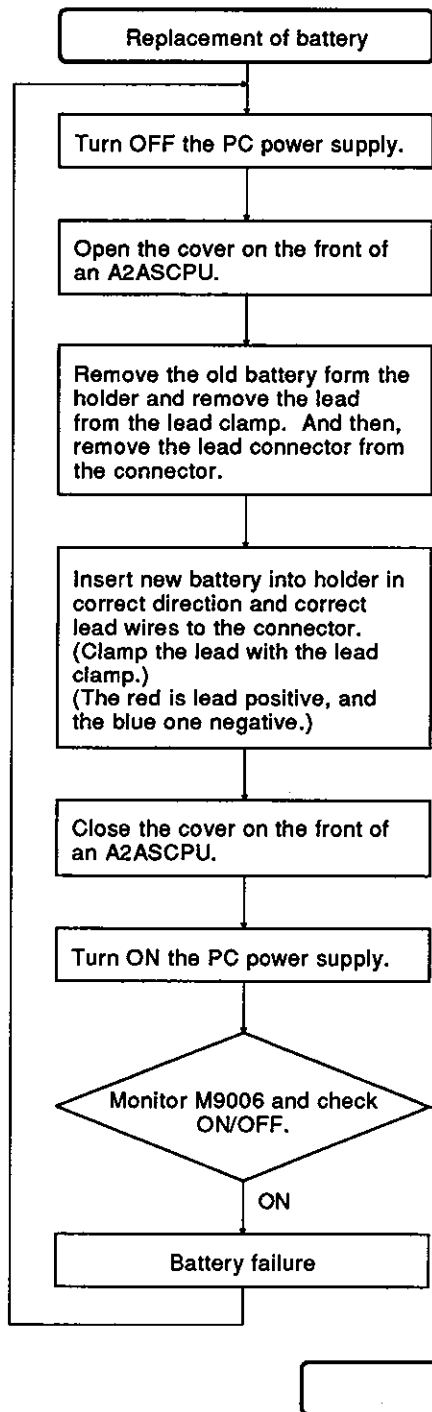 Replacement of battery
Turn OFF the PC power supply.
Open the cover on the front of
an A2ASCPU.
Remove the old battery form the
holder and remove the lead
from the lead clamp. And then,
remove the lead connector from
the connector.
Insert new battery into holder in
correct direction and correct
lead wires to the connector.
(Clamp the lead with the lead
clamp.)
(The red is lead positive, and
the blue one negative.)
Close the cover on the front of
an A2ASCPU.
Turn ON the PC power supply.
Monitor M9006 and check
ON/OFF.
ON
Battery failure